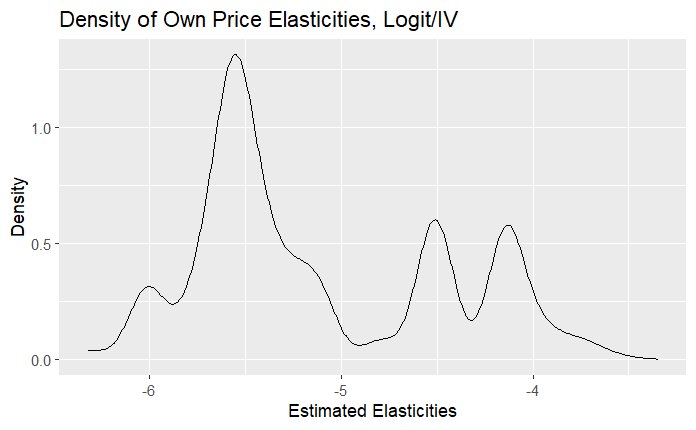 Density of Own Price Elasticities, Logit/IV
Density
1.0
0.5
0.0
-6
-5
-4
Estimated Elasticities